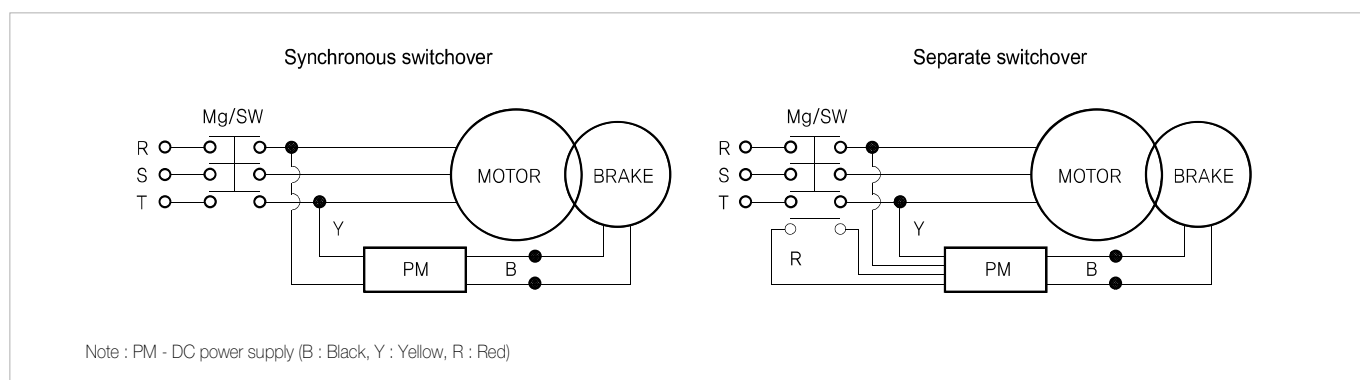 Synchronous switchover
Mg/SW
R
S
T
MOTOR
BRAKE
Y
PM
B
Separate switchover
Mg/SW
R
S
T
MOTOR
BRAKE
Y
R
PM
B
Note : PM - DC power supply (B : Black, Y : Yellow, R : Red)